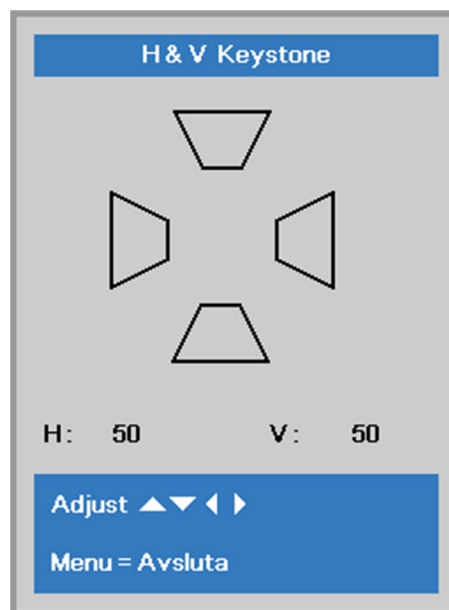 H & V Keystone
H: 50 V: 50
Adjust ▲▼◀▶
Menu = Avsluta